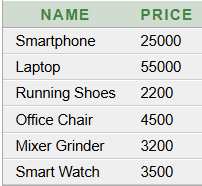 NAME PRICE
Smartphone 25000
Laptop 55000
Running Shoes 2200
Office Chair 4500
Mixer Grinder 3200
Smart Watch 3500